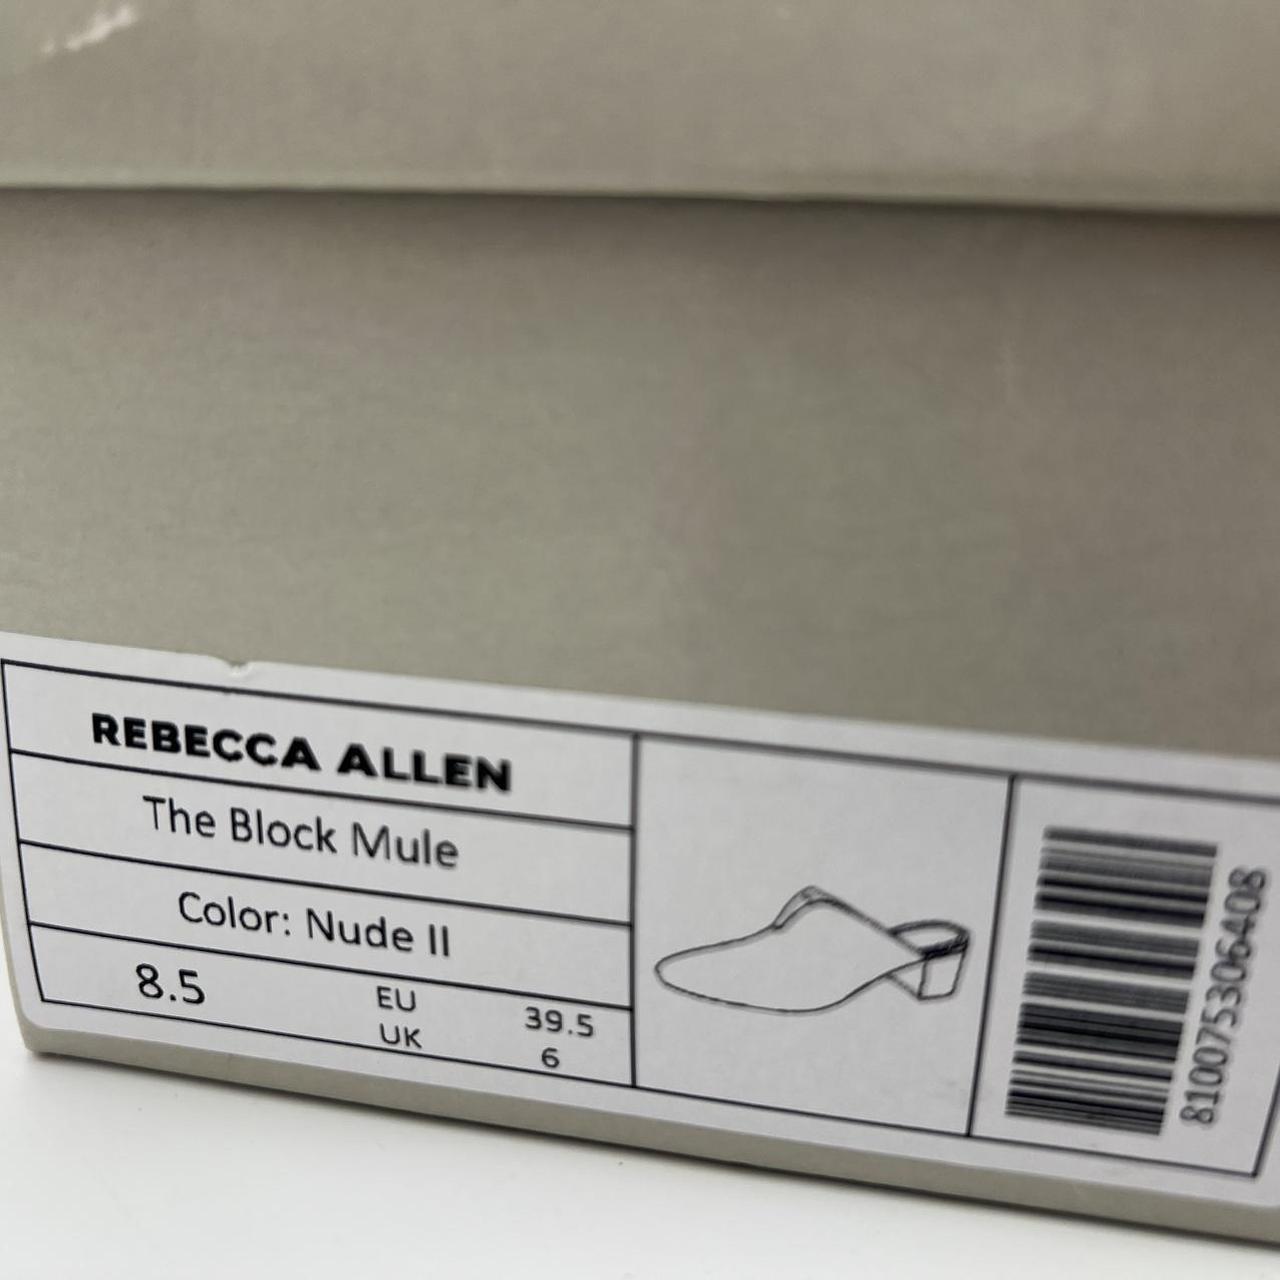 REBECCA ALLEN
The Block Mule
Color: Nude II
8.5 EU 39.5
UK 6
810075306408